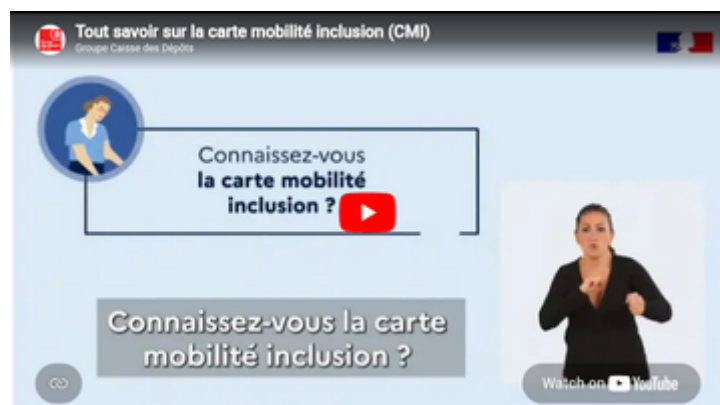 Tout savoir sur la carte mobilité inclusion (CMI)
Groupe Caisse des Dépôts
Connaissez-vous
la carte mobilité
inclusion ?
Connaissez-vous la carte
mobilité inclusion ?
Watch on YouTube